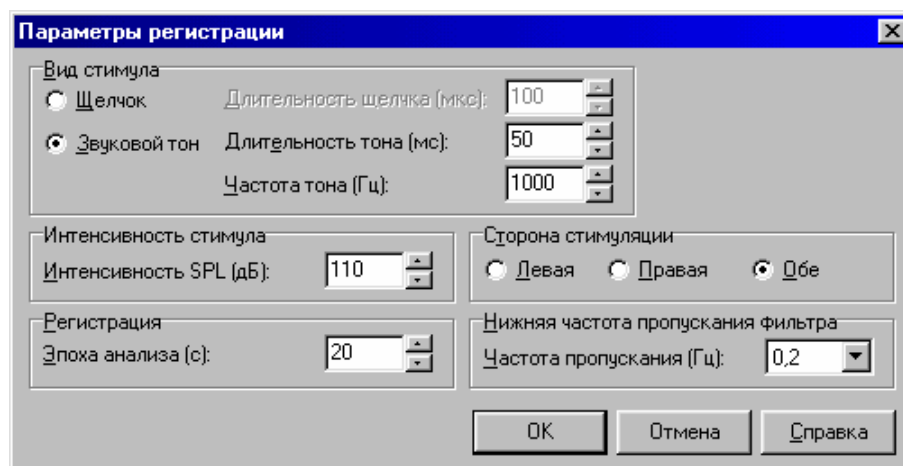 Параметры регистрации
Вид стимула
Щелчок Длительность щелчка (мкс): 100
Звуковой тон Длительность тона (мс): 50
Частота тона (Гц): 1000
Интенсивность стимула
Интенсивность SPL (дБ): 110
Сторона стимуляции
Левая Правая Обе
Регистрация
Эпоха анализа (с): 20
Нижняя частота пропускания фильтра
Частота пропускания (Гц): 0,2
OK Отмена Справка